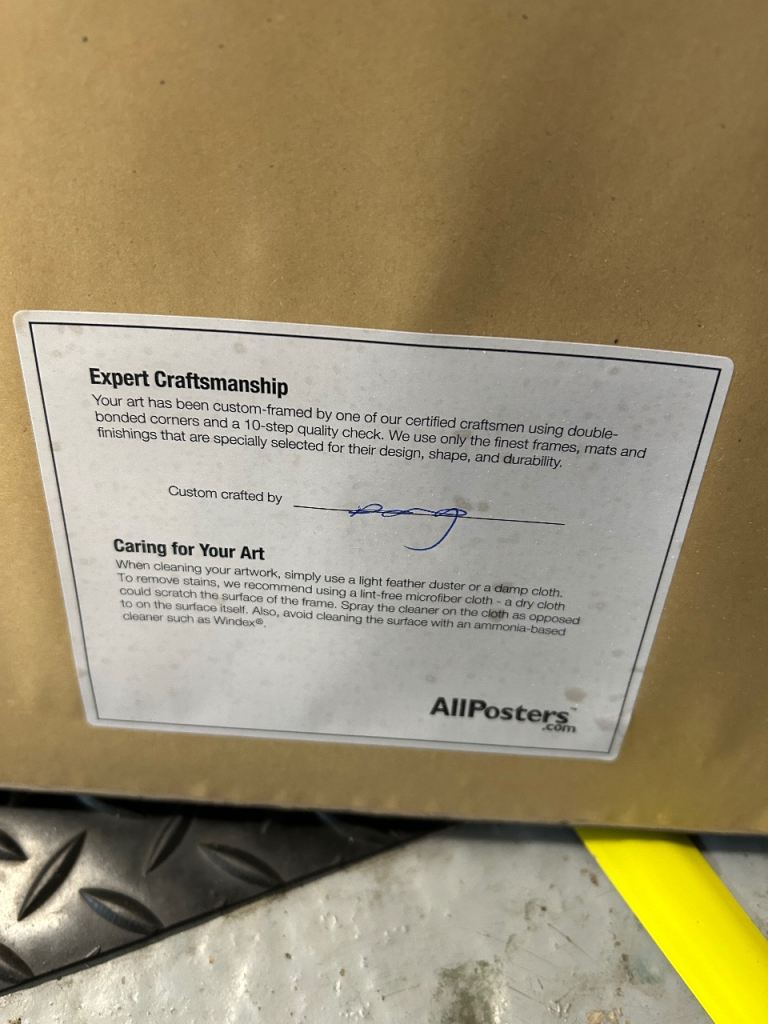 Expert Craftsmanship
Your art has been custom-framed by one of our certified craftsmen using double-
bonded corners and a 10-step quality check. We use only the finest frames, mats and
finishings that are specially selected for their design, shape, and durability.
Custom crafted by
Caring for Your Art
When cleaning your artwork, simply use a light feather duster or a damp cloth.
To remove stains, we recommend using a lint-free microfiber cloth - a dry cloth
could scratch the surface of the frame. Spray the cleaner on the cloth as opposed
to on the surface itself. Also, avoid cleaning the surface with an ammonia-based
cleaner such as Windex®.
AllPosters™
.com